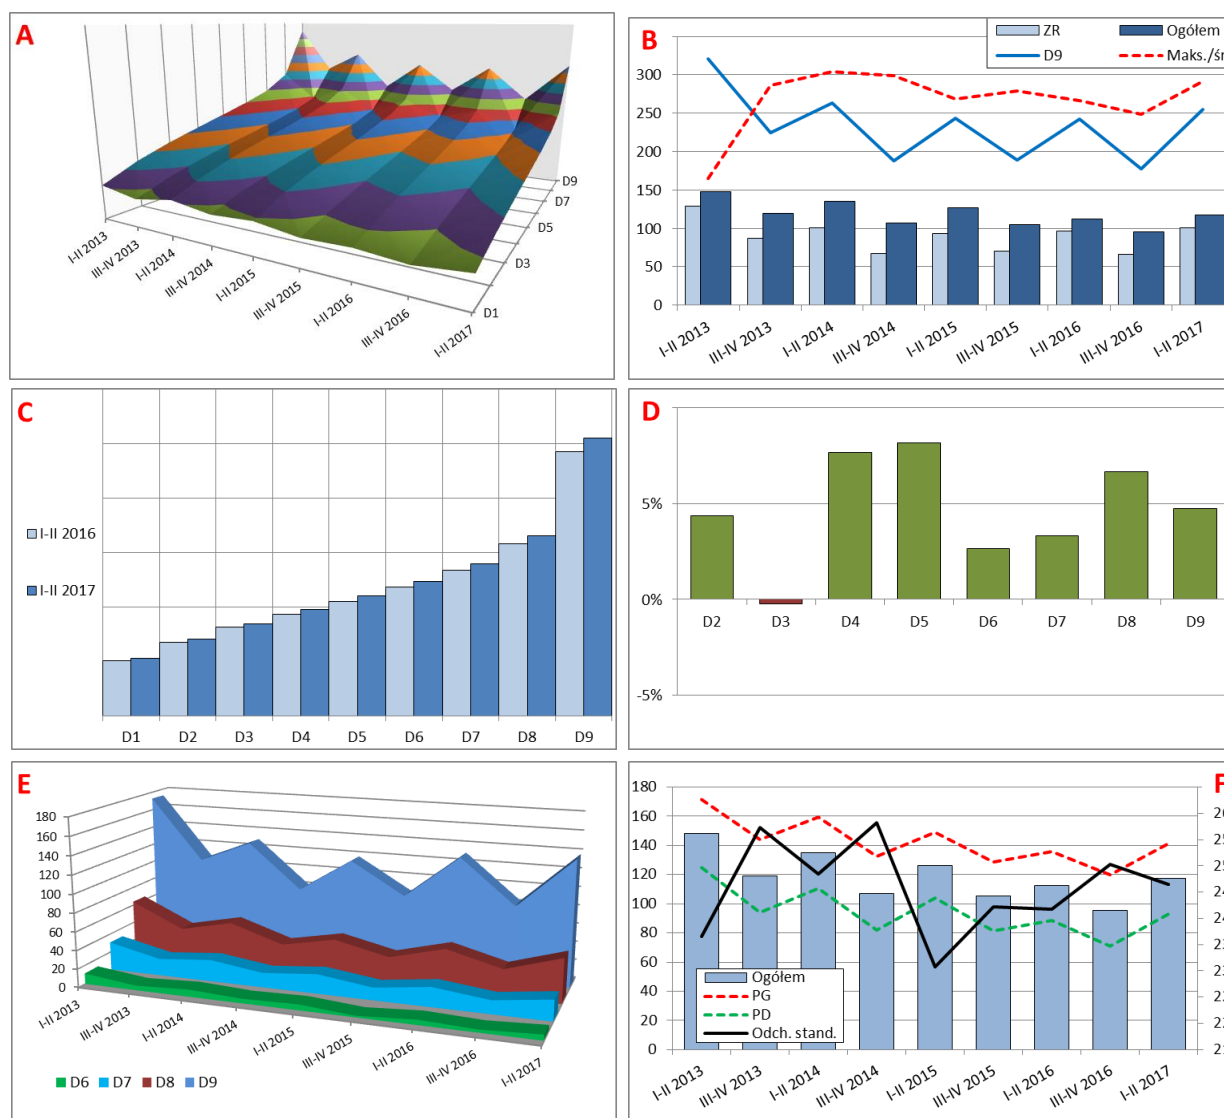 A
I-II 2013
III-IV 2013
I-II 2014
III-IV 2014
I-II 2015
III-IV 2015
I-II 2016
III-IV 2016
I-II 2017
D1
D3
D5
D7
D9
B
ZR
Ogółem
D9
Maks./śr
300
250
200
150
100
50
0
I-II 2013
III-IV 2013
I-II 2014
III-IV 2014
I-II 2015
III-IV 2015
I-II 2016
III-IV 2016
I-II 2017
C
I-II 2016
I-II 2017
D1 D2 D3 D4 D5 D6 D7 D8 D9
D
5%
0%
-5%
D2 D3 D4 D5 D6 D7 D8 D9
E
180
160
140
120
100
80
60
40
20
0
I-II 2013
III-IV 2013
I-II 2014
III-IV 2014
I-II 2015
III-IV 2015
I-II 2016
III-IV 2016
I-II 2017
D6 D7 D8 D9
F
180
160
140
120
100
80
60
40
20
0
Ogółem
PG
PD
Odch. stand.
I-II 2013
III-IV 2013
I-II 2014
III-IV 2014
I-II 2015
III-IV 2015
I-II 2016
III-IV 2016
I-II 2017